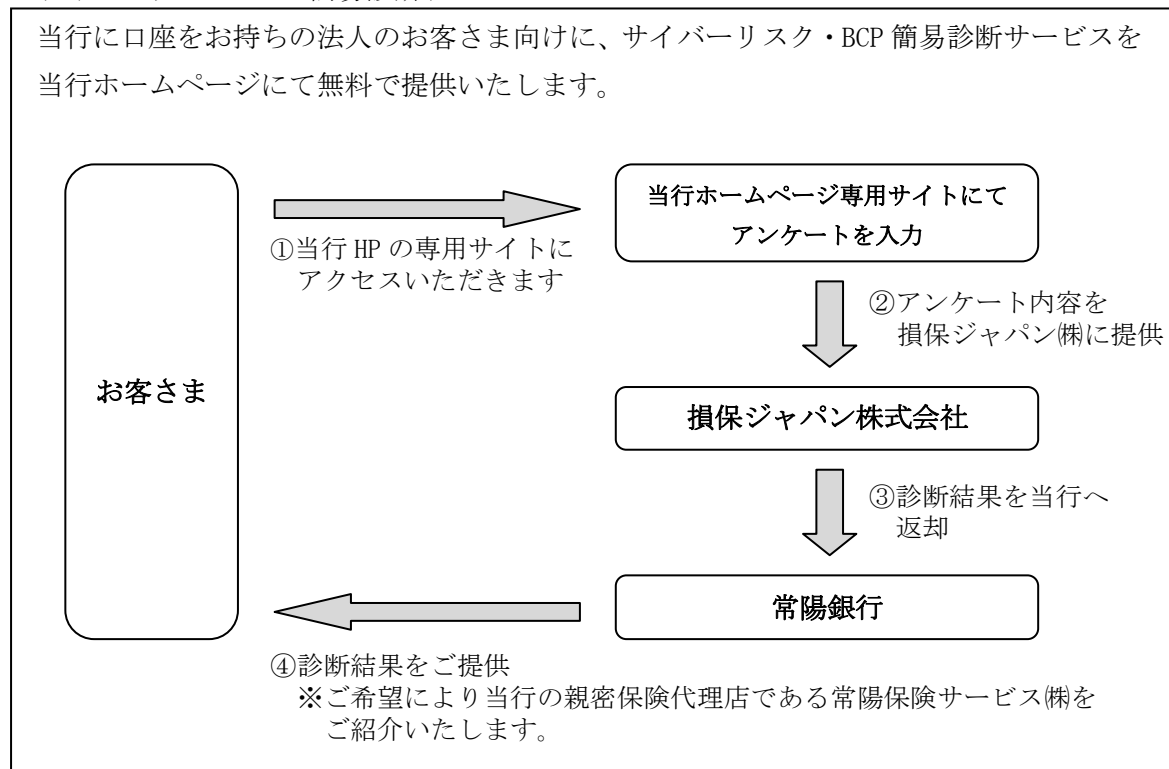 当行に口座をお持ちの法人のお客さま向けに、サイバーリスク・BCP 簡易診断サービスを
当行ホームページにて無料で提供いたします。
お客さま
①当行 HP の専用サイトに
アクセスいただきます
当行ホームページ専用サイトにて
アンケートを入力
②アンケート内容を
損保ジャパン㈱に提供
損保ジャパン株式会社
③診断結果を当行へ
返却
常陽銀行
④診断結果をご提供
※ご希望により当行の親密保険代理店である常陽保険サービス㈱を
ご紹介いたします。